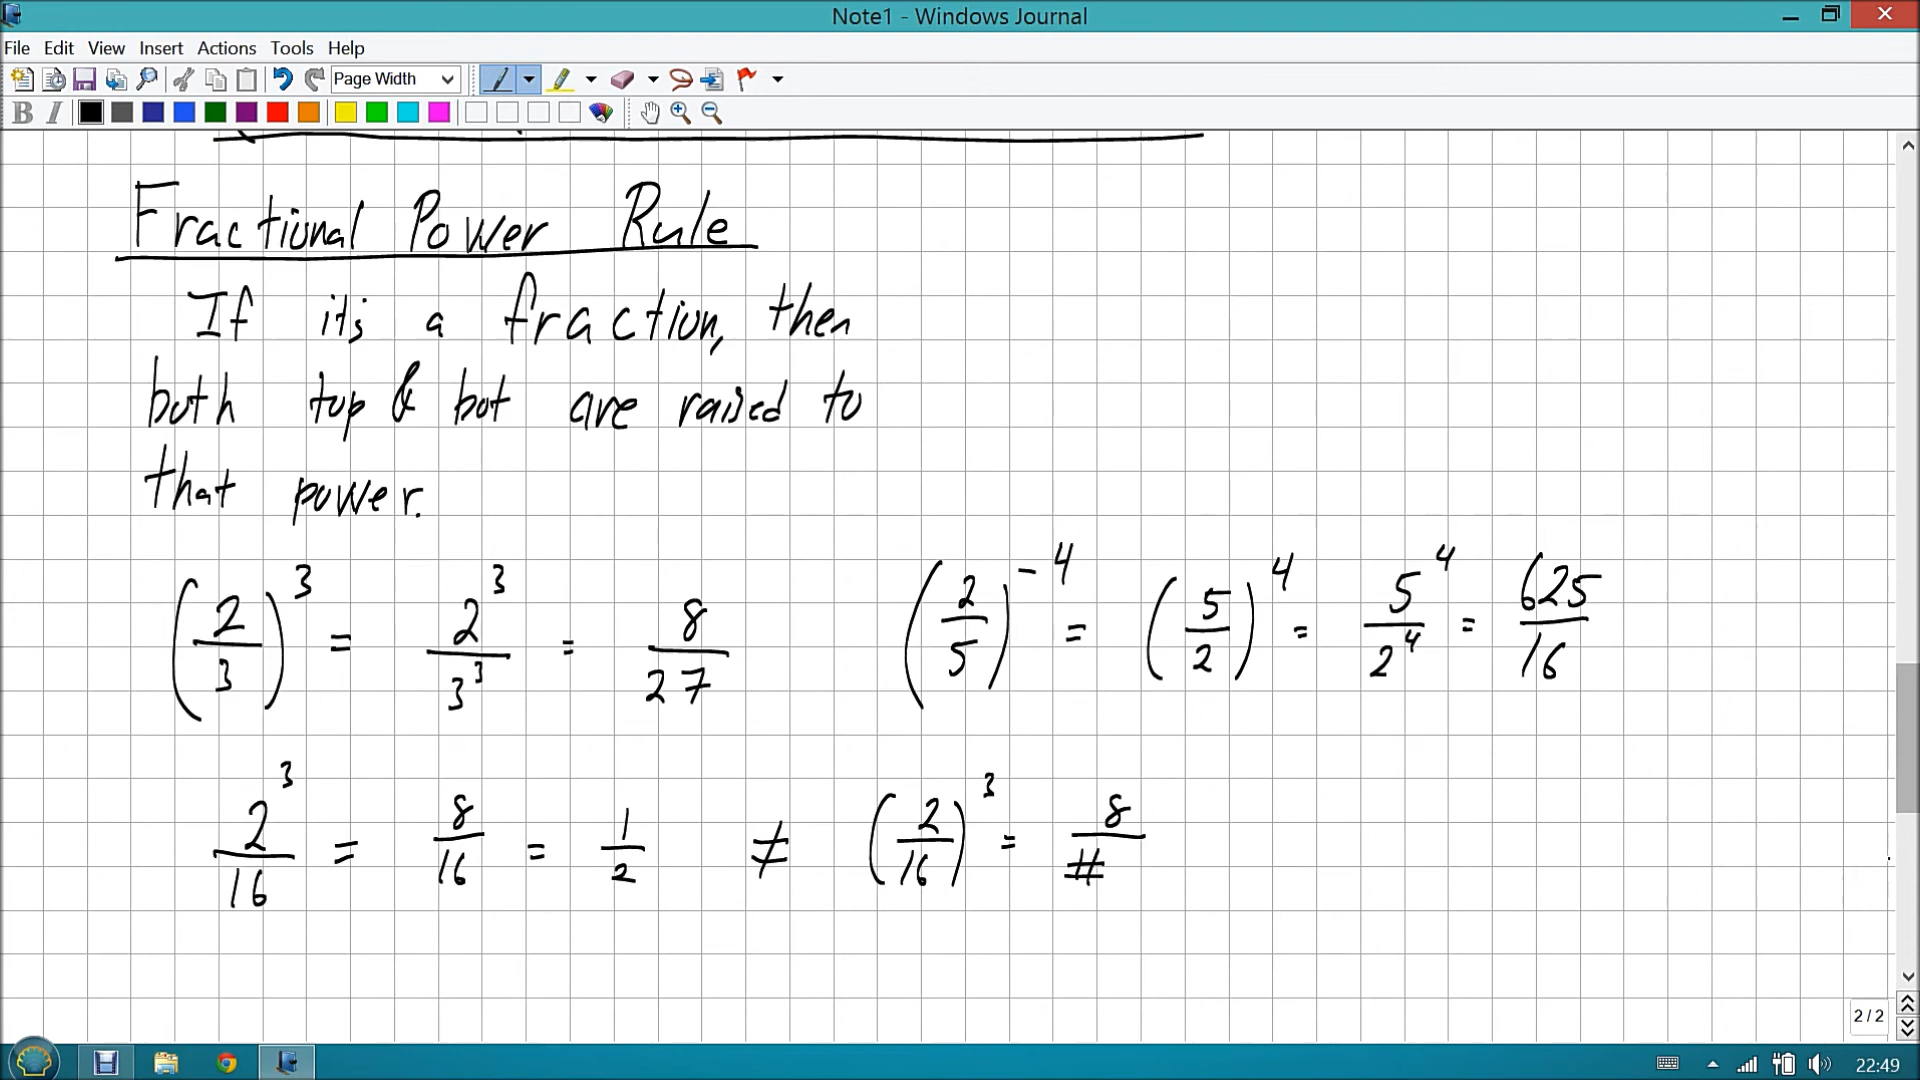 Note1 - Windows Journal
File Edit View Insert Actions Tools Help
Page Width
B I
Fractional Power Rule
If its a fraction, then
both top & bot are raised to
that power.
(2/3)^3 = 2^3/3^3 = 8/27
(2/5)^-4 = (5/2)^4 = 5^4/2^4 = 625/16
2^3/16 = 8/16 = 1/2 ≠ (2/16)^3 = 8/#
2 / 2
22:49